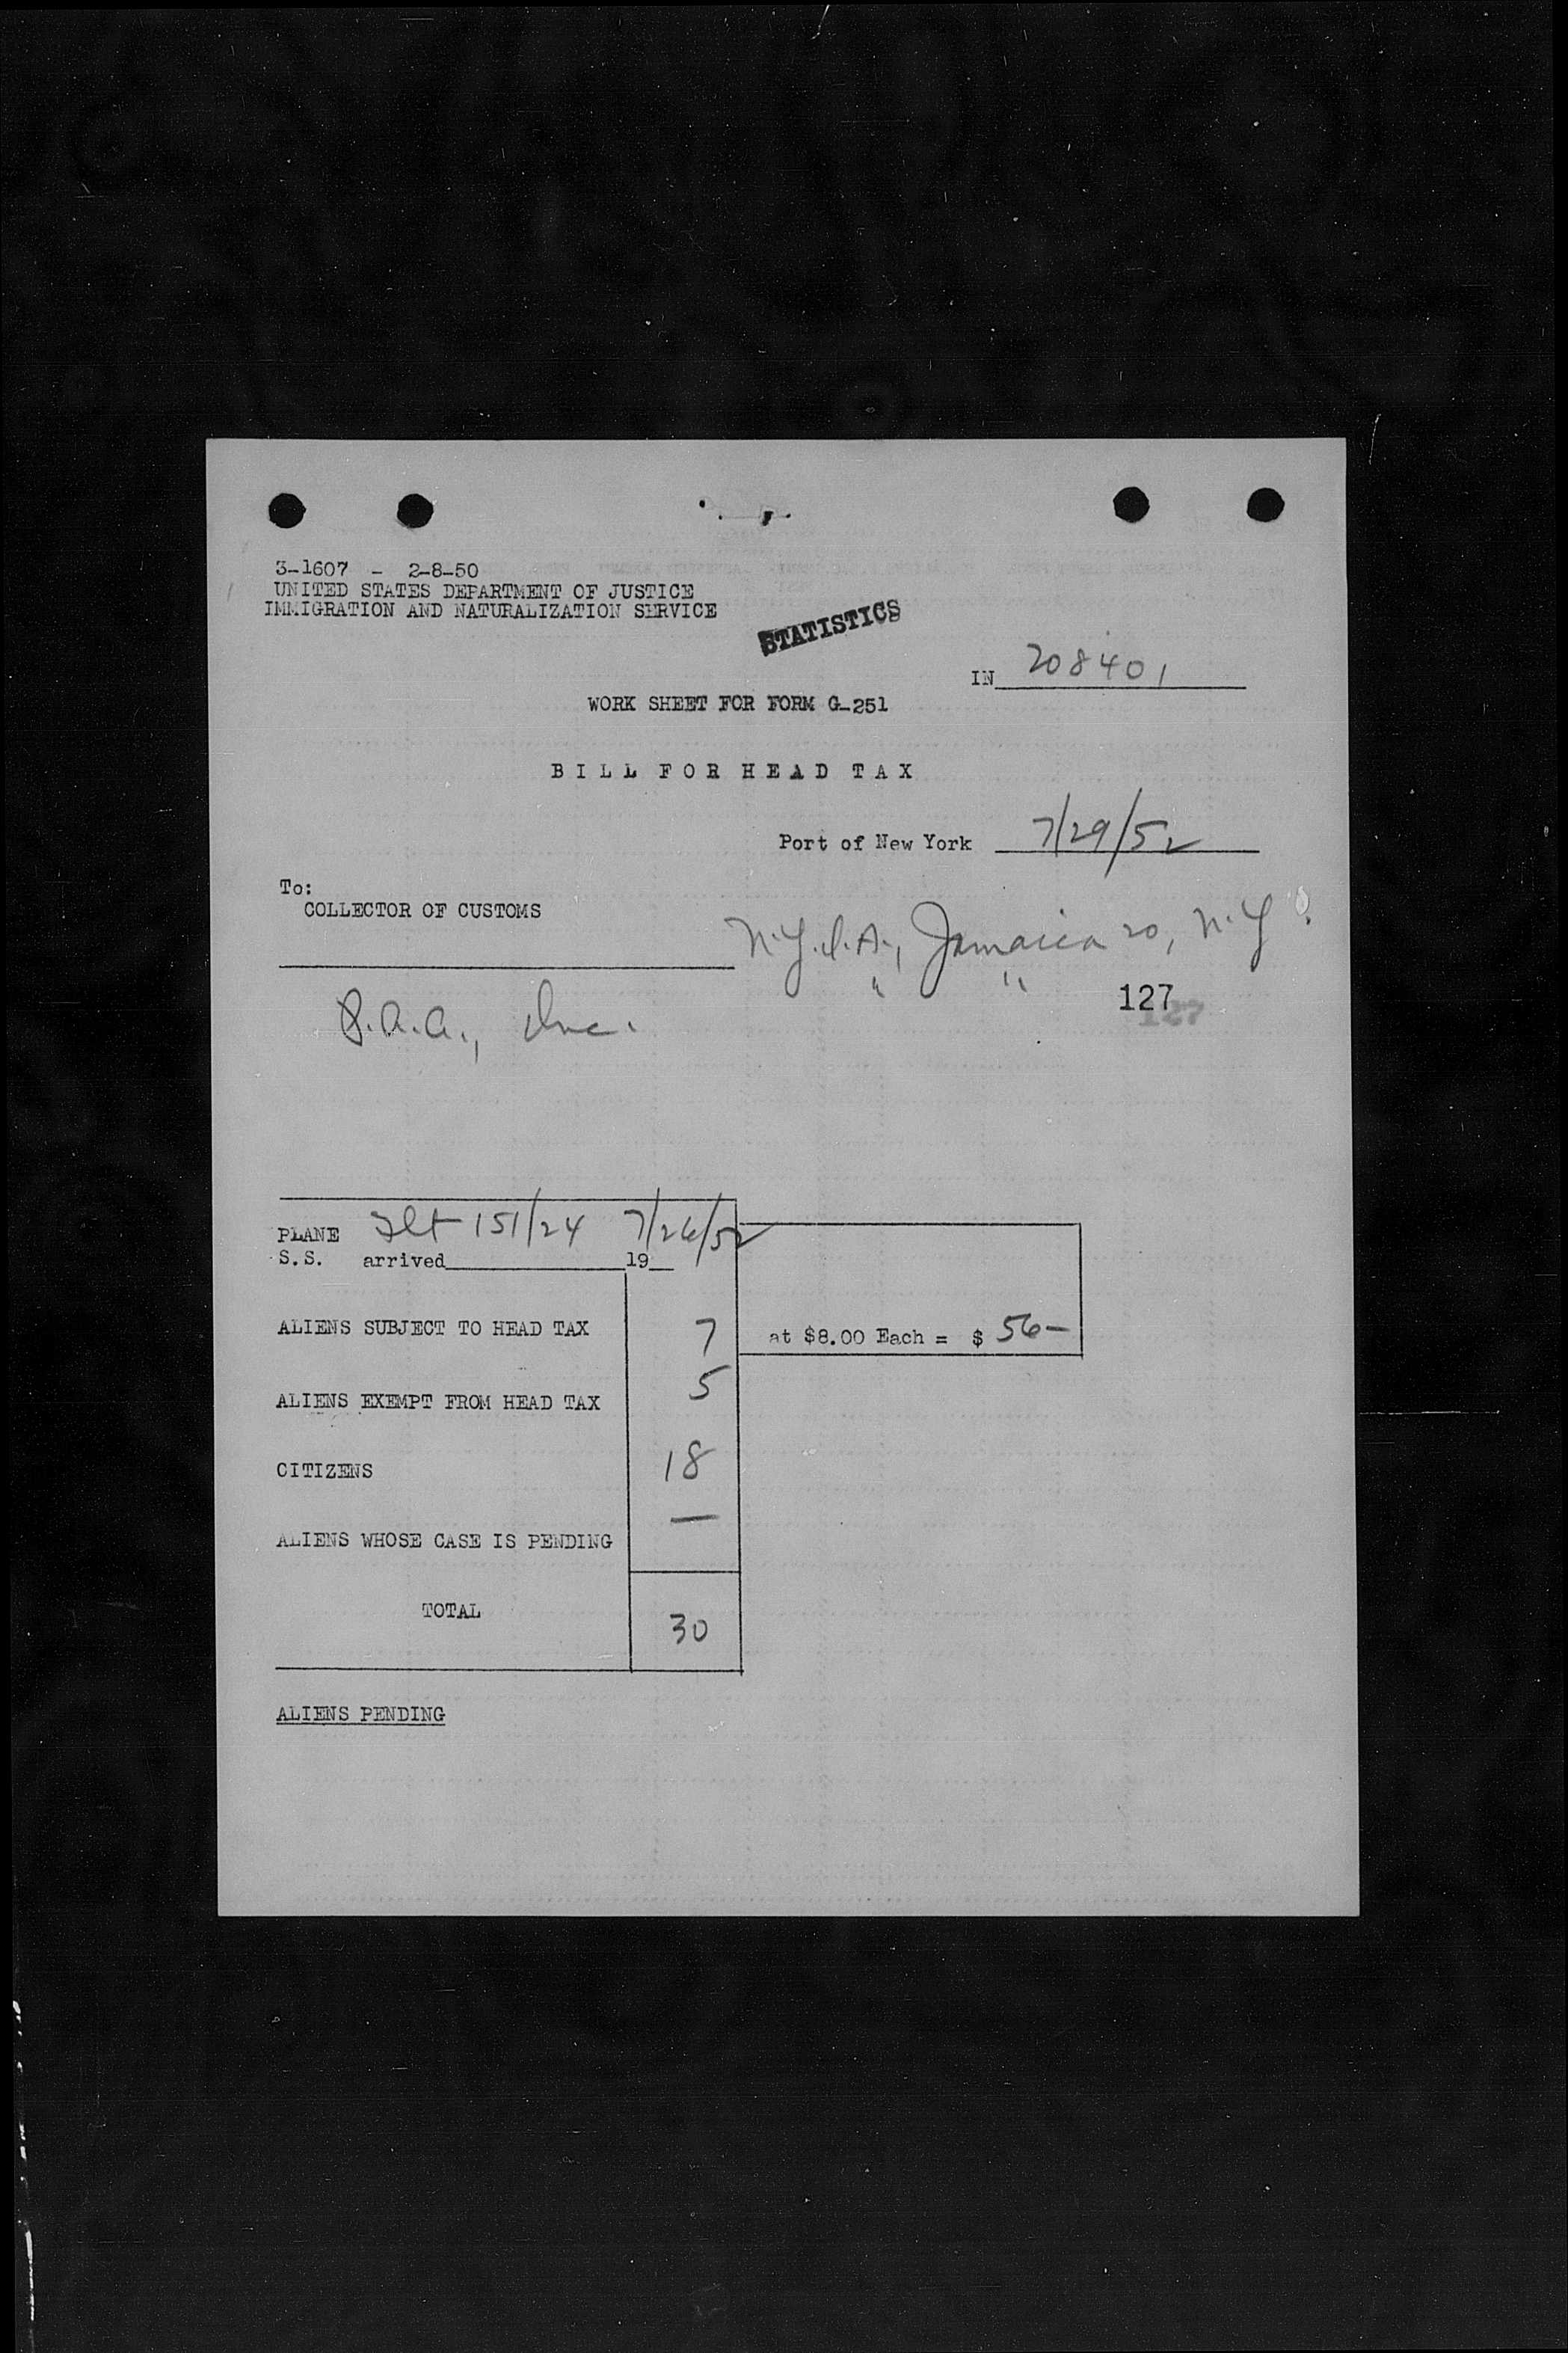 3-1607 - 2-8-50
UNITED STATES DEPARTMENT OF JUSTICE
IMMIGRATION AND NATURALIZATION SERVICE
STATISTICS
IN 208401
WORK SHEET FOR FORM G-251
BILL FOR HEAD TAX
Port of New York 7/29/52
To:
COLLECTOR OF CUSTOMS
N.Y.I.A., Jamaica 20, N.Y.
" "
127
P.A.A., Inc.
PLANE Flt 151/24 7/26/52
S.S. arrived 19
ALIENS SUBJECT TO HEAD TAX 7 at $8.00 Each = $ 56-
ALIENS EXEMPT FROM HEAD TAX 5
CITIZENS 18
ALIENS WHOSE CASE IS PENDING —
TOTAL 30
ALIENS PENDING